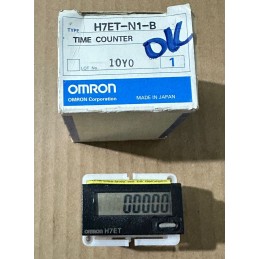 TYPE H7ET-N1-B
TIME COUNTER
OK
LOT NO. 10Y0
1
OMRON
OMRON Corporation
MADE IN JAPAN
00000
OMRON H7ET